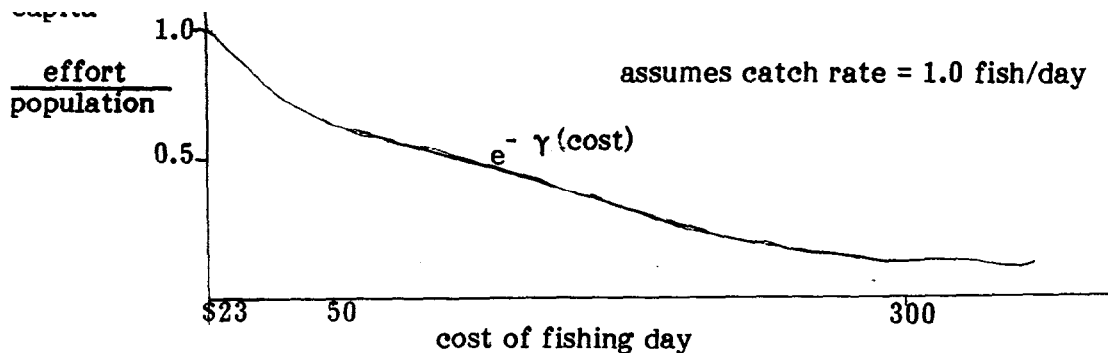 1.0
effort
population
assumes catch rate = 1.0 fish/day
e^- γ (cost)
0.5
$23 50 300
cost of fishing day